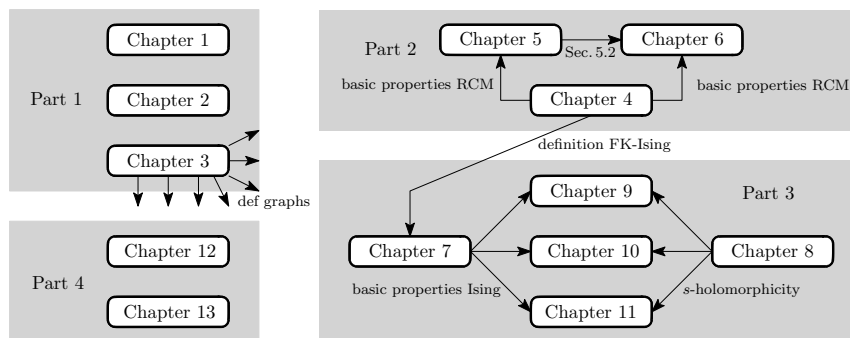 Part 1
Chapter 1
Chapter 2
Chapter 3
def graphs
Part 2
Chapter 5
Sec. 5.2
Chapter 6
basic properties RCM
Chapter 4
basic properties RCM
definition FK-Ising
Part 3
Chapter 9
Chapter 7
Chapter 10
Chapter 8
basic properties Ising
s-holomorphicity
Chapter 11
Part 4
Chapter 12
Chapter 13